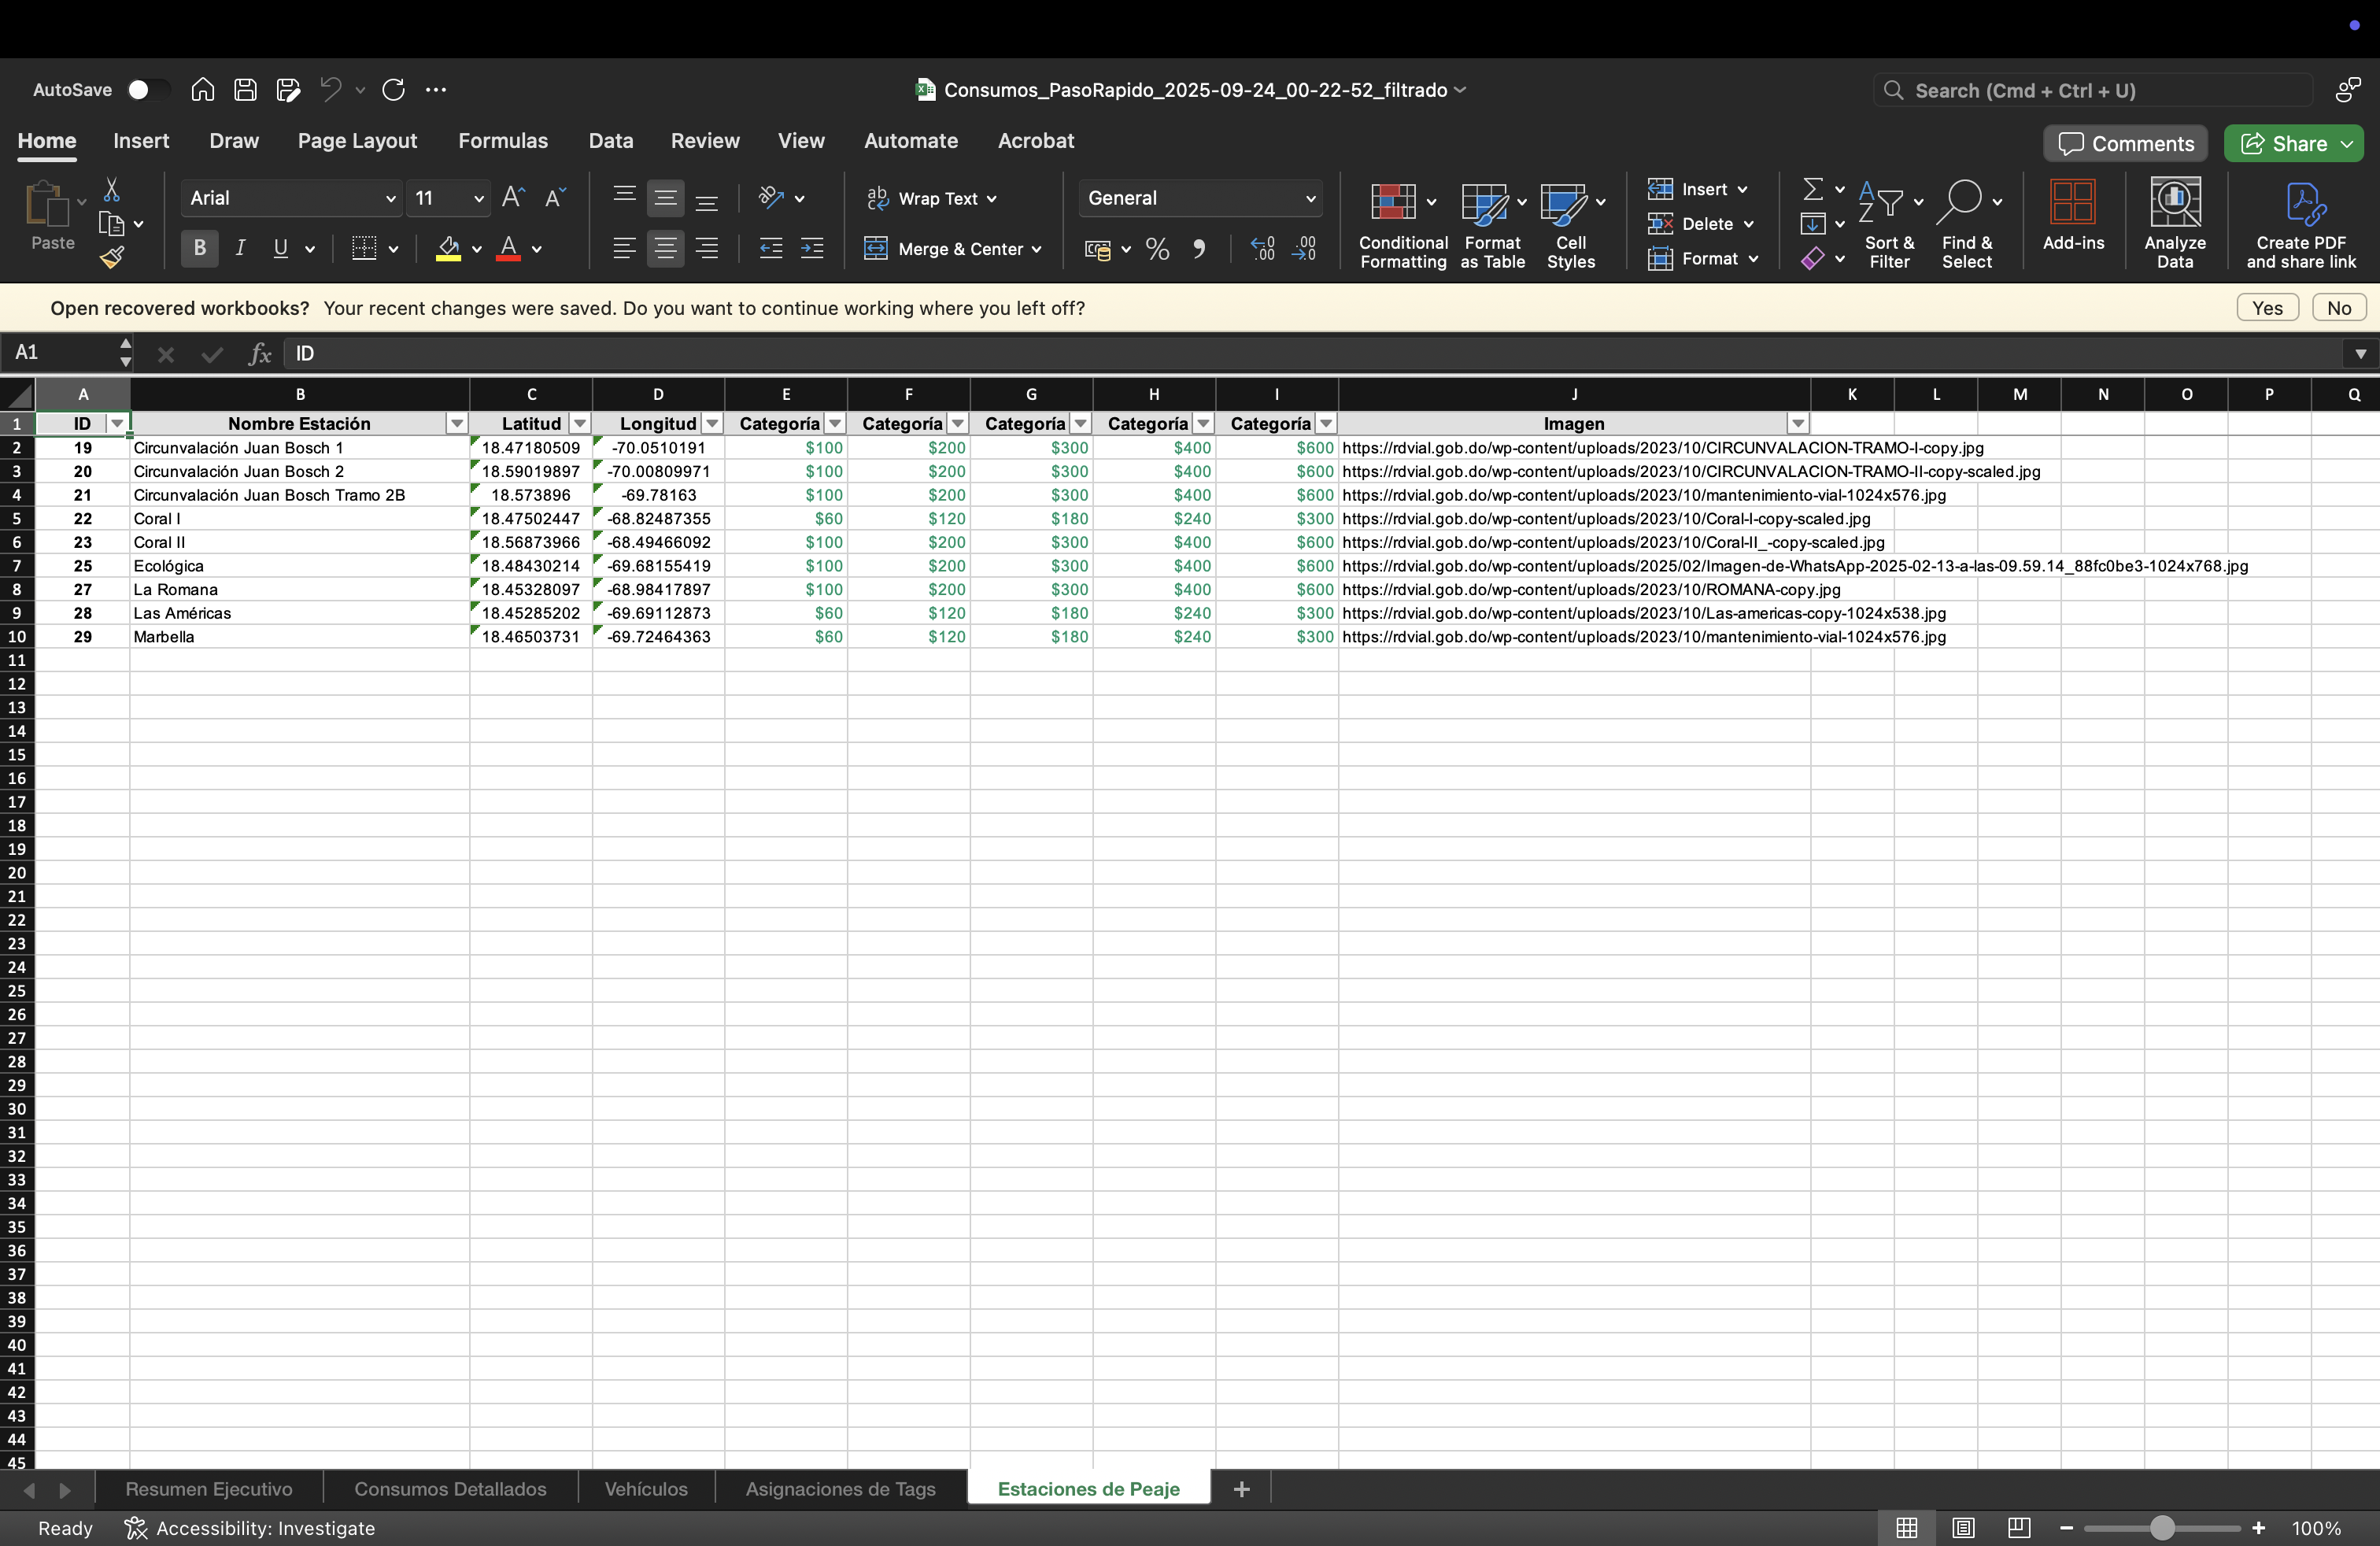 AutoSave
Consumos_PasoRapido_2025-09-24_00-22-52_filtrado
Search (Cmd + Ctrl + U)
Home Insert Draw Page Layout Formulas Data Review View Automate Acrobat
Comments Share
Paste
Arial 11
B I U
A
Wrap Text
Merge & Center
General
Conditional Formatting
Format as Table
Cell Styles
Insert
Delete
Format
Sort & Filter
Find & Select
Add-ins
Analyze Data
Create PDF and share link
Open recovered workbooks? Your recent changes were saved. Do you want to continue working where you left off? Yes No
A1 fx ID
A B C D E F G H I J K L M N O P Q
1 ID Nombre Estación Latitud Longitud Categoría Categoría Categoría Categoría Categoría Imagen
2 19 Circunvalación Juan Bosch 1 18.47180509 -70.0510191 $100 $200 $300 $400 $600 https://rdvial.gob.do/wp-content/uploads/2023/10/CIRCUNVALACION-TRAMO-I-copy.jpg
3 20 Circunvalación Juan Bosch 2 18.59019897 -70.00809971 $100 $200 $300 $400 $600 https://rdvial.gob.do/wp-content/uploads/2023/10/CIRCUNVALACION-TRAMO-II-copy-scaled.jpg
4 21 Circunvalación Juan Bosch Tramo 2B 18.573896 -69.78163 $100 $200 $300 $400 $600 https://rdvial.gob.do/wp-content/uploads/2023/10/mantenimiento-vial-1024x576.jpg
5 22 Coral I 18.47502447 -68.82487355 $60 $120 $180 $240 $300 https://rdvial.gob.do/wp-content/uploads/2023/10/Coral-I-copy-scaled.jpg
6 23 Coral II 18.56873966 -68.49466092 $100 $200 $300 $400 $600 https://rdvial.gob.do/wp-content/uploads/2023/10/Coral-II_-copy-scaled.jpg
7 25 Ecológica 18.48430214 -69.68155419 $100 $200 $300 $400 $600 https://rdvial.gob.do/wp-content/uploads/2025/02/Imagen-de-WhatsApp-2025-02-13-a-las-09.59.14_88fc0be3-1024x768.jpg
8 27 La Romana 18.45328097 -68.98417897 $100 $200 $300 $400 $600 https://rdvial.gob.do/wp-content/uploads/2023/10/ROMANA-copy.jpg
9 28 Las Américas 18.45285202 -69.69112873 $60 $120 $180 $240 $300 https://rdvial.gob.do/wp-content/uploads/2023/10/Las-americas-copy-1024x538.jpg
10 29 Marbella 18.46503731 -69.72464363 $60 $120 $180 $240 $300 https://rdvial.gob.do/wp-content/uploads/2023/10/mantenimiento-vial-1024x576.jpg
11
12
13
14
15
16
17
18
19
20
21
22
23
24
25
26
27
28
29
30
31
32
33
34
35
36
37
38
39
40
41
42
43
44
45
Resumen Ejecutivo Consumos Detallados Vehículos Asignaciones de Tags Estaciones de Peaje +
Ready Accessibility: Investigate 100%